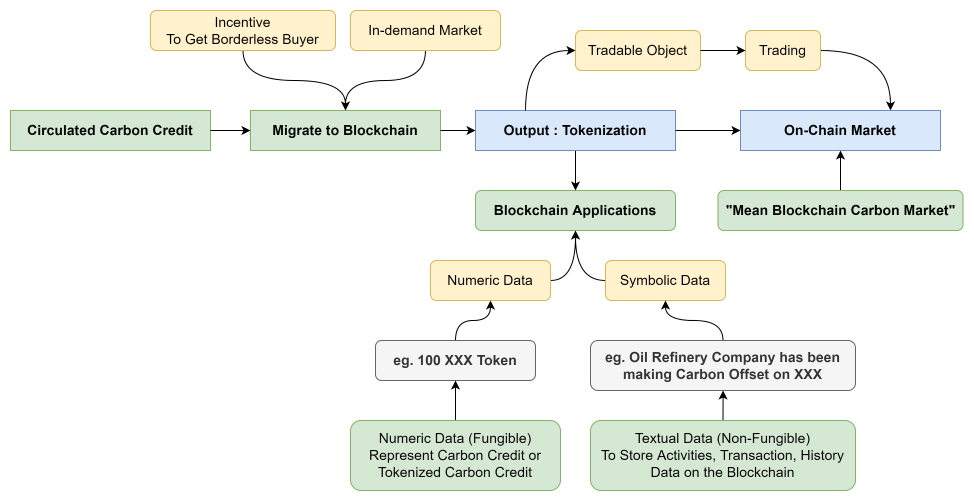 Incentive
To Get Borderless Buyer
In-demand Market
Tradable Object
Trading
Circulated Carbon Credit
Migrate to Blockchain
Output : Tokenization
On-Chain Market
Blockchain Applications
"Mean Blockchain Carbon Market"
Numeric Data
Symbolic Data
eg. 100 XXX Token
eg. Oil Refinery Company has been
making Carbon Offset on XXX
Numeric Data (Fungible)
Represent Carbon Credit or
Tokenized Carbon Credit
Textual Data (Non-Fungible)
To Store Activities, Transaction, History
Data on the Blockchain